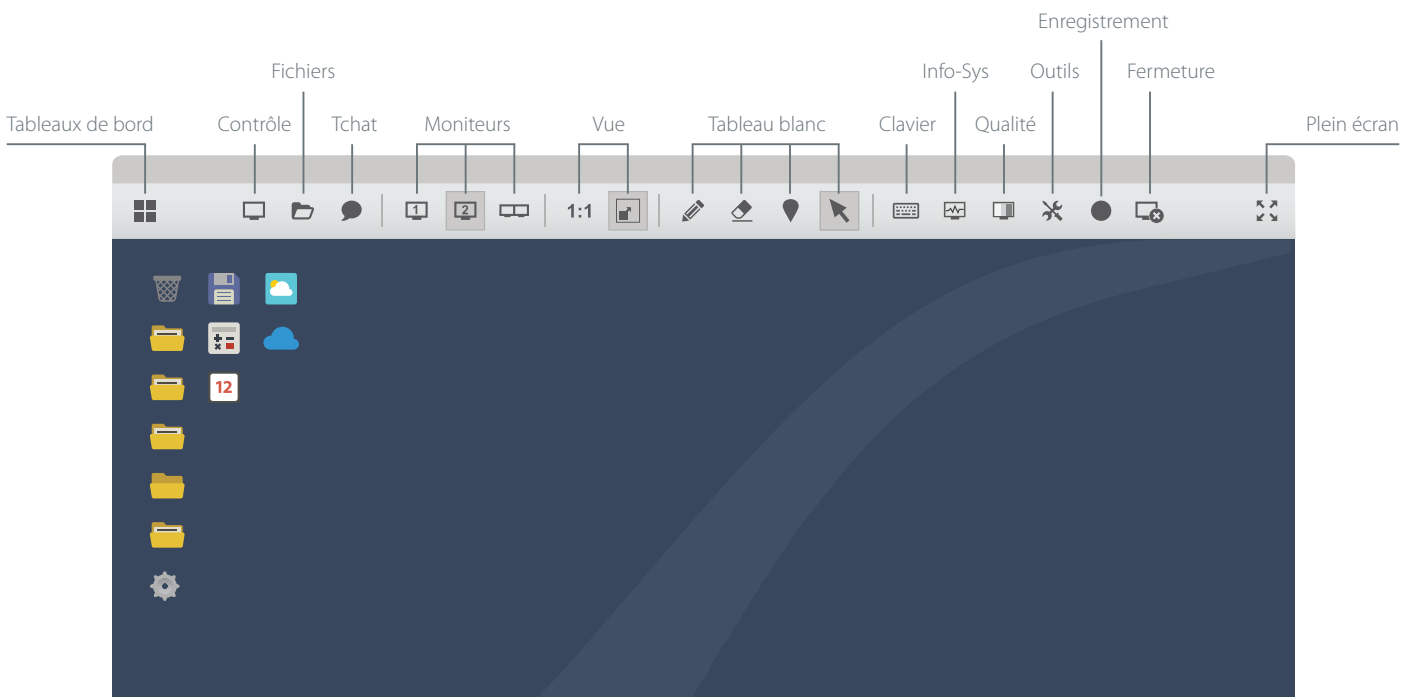 Enregistrement
Fichiers
Info-Sys
Outils
Fermeture
Tableaux de bord
Contrôle
Tchat
Moniteurs
Vue
Tableau blanc
Clavier
Qualité
Plein écran
1
2
1:1
12